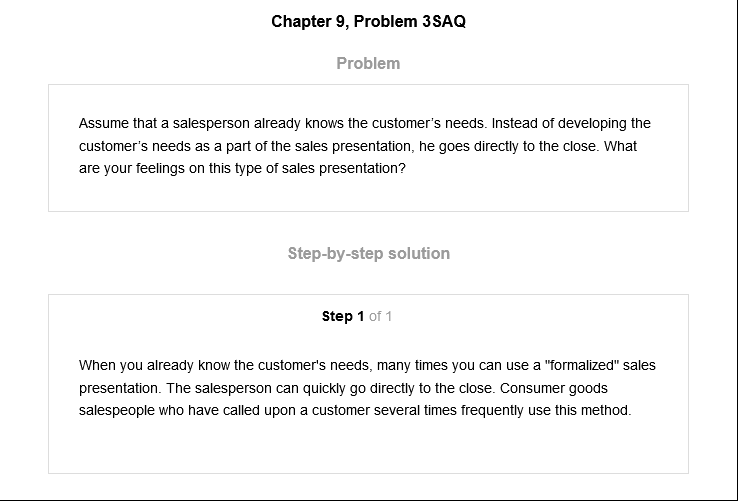 Chapter 9, Problem 3SAQ
Problem
Assume that a salesperson already knows the customer’s needs. Instead of developing the
customer’s needs as a part of the sales presentation, he goes directly to the close. What
are your feelings on this type of sales presentation?
Step-by-step solution
Step 1 of 1
When you already know the customer's needs, many times you can use a "formalized" sales
presentation. The salesperson can quickly go directly to the close. Consumer goods
salespeople who have called upon a customer several times frequently use this method.